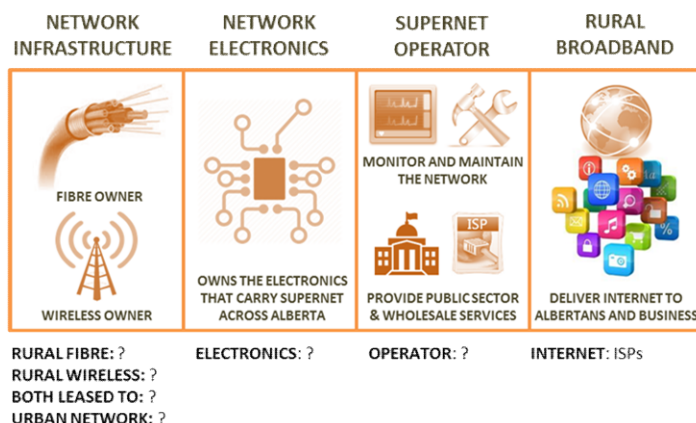 NETWORK
INFRASTRUCTURE
NETWORK
ELECTRONICS
SUPERNET
OPERATOR
RURAL
BROADBAND
FIBRE OWNER
WIRELESS OWNER
OWNS THE ELECTRONICS
THAT CARRY SUPERNET
ACROSS ALBERTA
MONITOR AND MAINTAIN
THE NETWORK
ISP
PROVIDE PUBLIC SECTOR
& WHOLESALE SERVICES
DELIVER INTERNET TO
ALBERTANS AND BUSINESS
RURAL FIBRE: ?
RURAL WIRELESS: ?
BOTH LEASED TO: ?
URBAN NETWORK: ?
ELECTRONICS: ?
OPERATOR: ?
INTERNET: ISPs